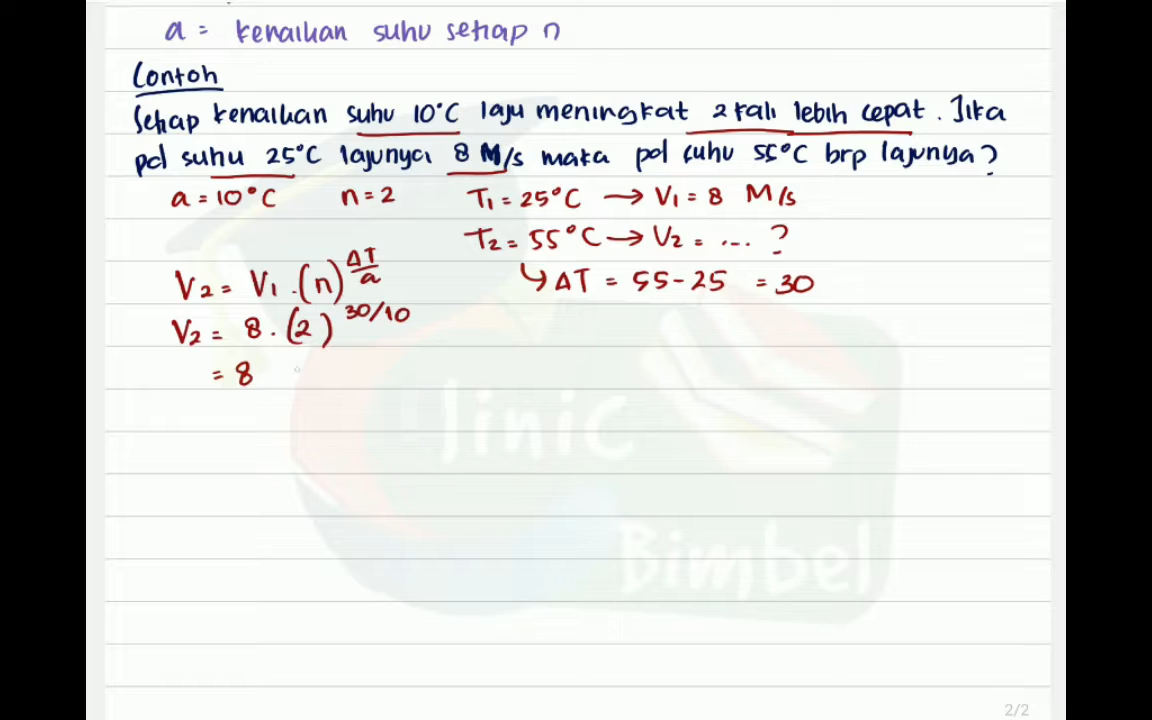 a = kenaikan suhu setiap n
Contoh
Setiap kenaikan suhu 10°C laju meningkat 2 kali lebih cepat. Jika
pd suhu 25°C lajunya 8 M/s maka pd suhu 55°C brp lajunya?
a = 10°C n = 2 T₁ = 25°C → V₁ = 8 M/s
T₂ = 55°C → V₂ = ... ?
↳ ΔT = 55 - 25 = 30
V₂ = V₁ . (n)^ΔT/a
V₂ = 8 . (2)^30/10
= 8
linic
Bimbel
2/2